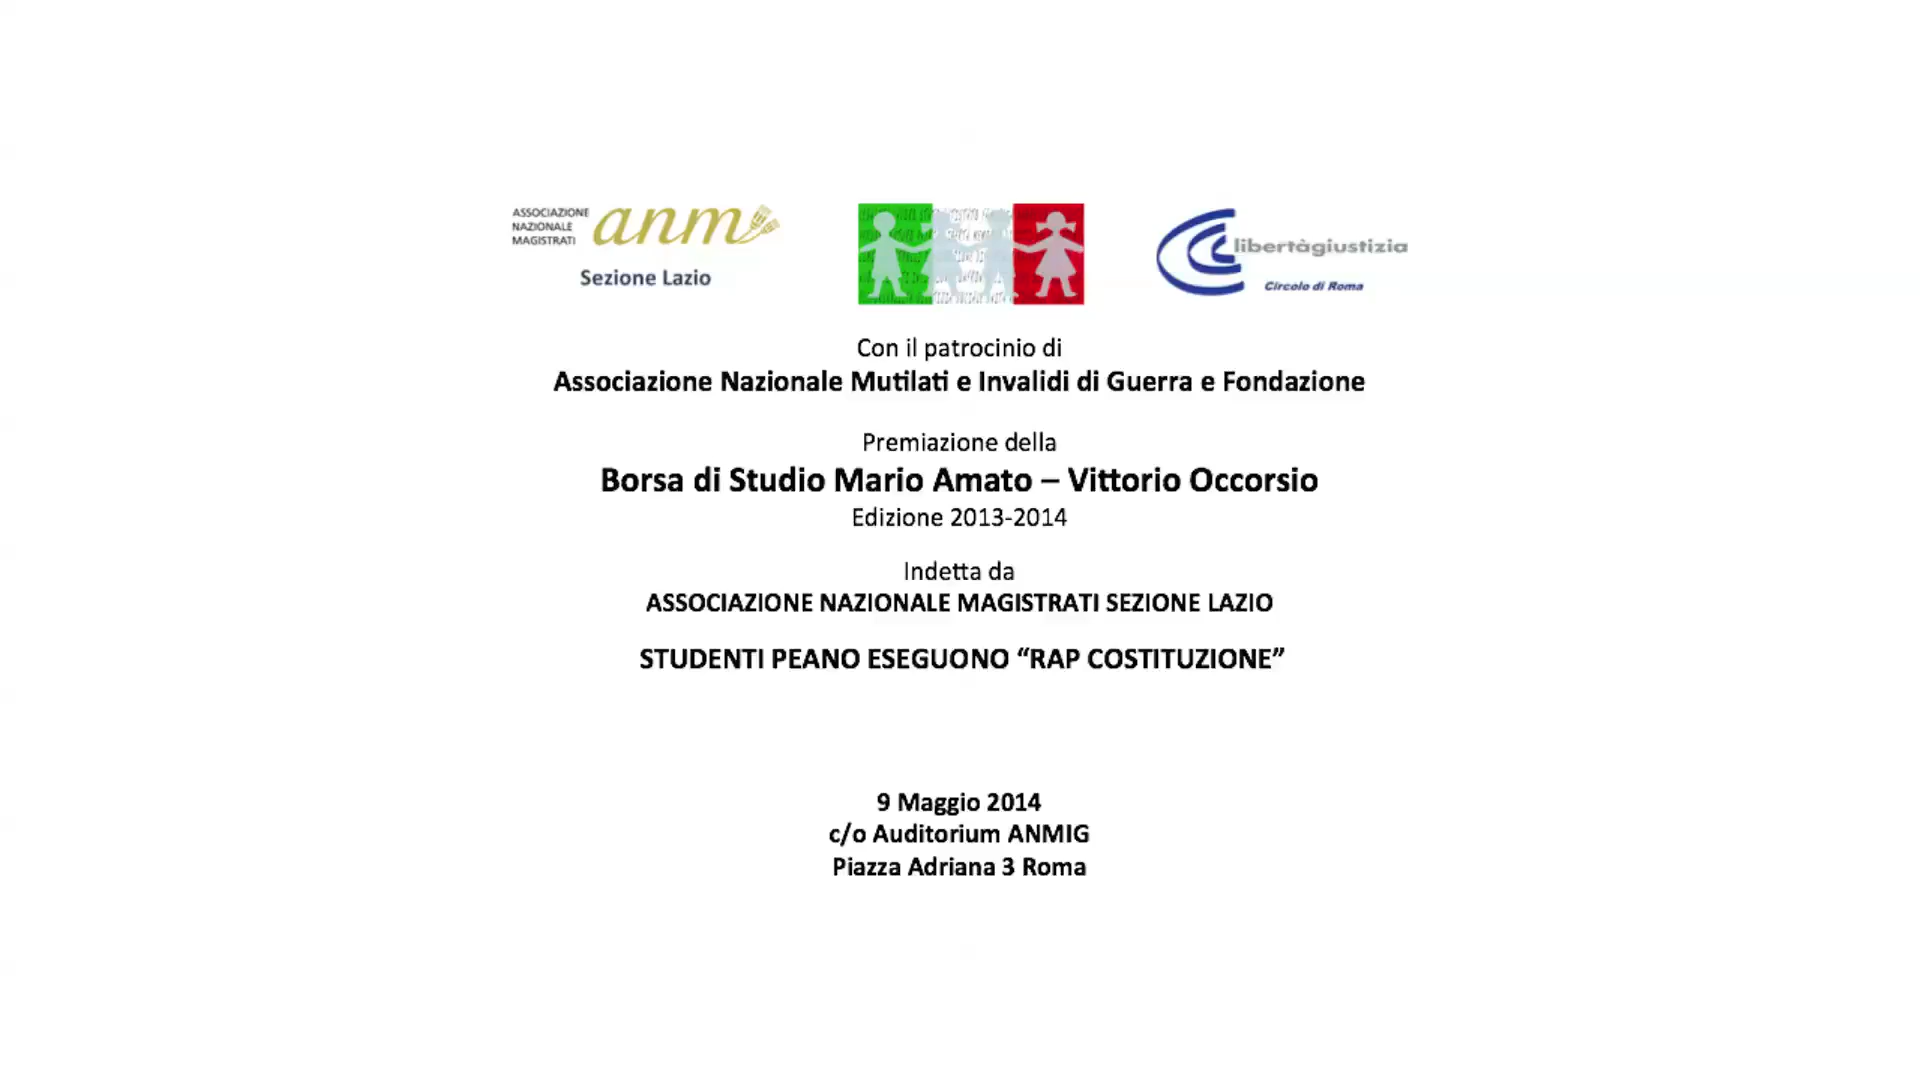 ASSOCIAZIONE
NAZIONALE
MAGISTRATI
anm
Sezione Lazio
libertàgiustizia
Circolo di Roma
Con il patrocinio di
Associazione Nazionale Mutilati e Invalidi di Guerra e Fondazione
Premiazione della
Borsa di Studio Mario Amato – Vittorio Occorsio
Edizione 2013-2014
Indetta da
ASSOCIAZIONE NAZIONALE MAGISTRATI SEZIONE LAZIO
STUDENTI PEANO ESEGUONO “RAP COSTITUZIONE”
9 Maggio 2014
c/o Auditorium ANMIG
Piazza Adriana 3 Roma